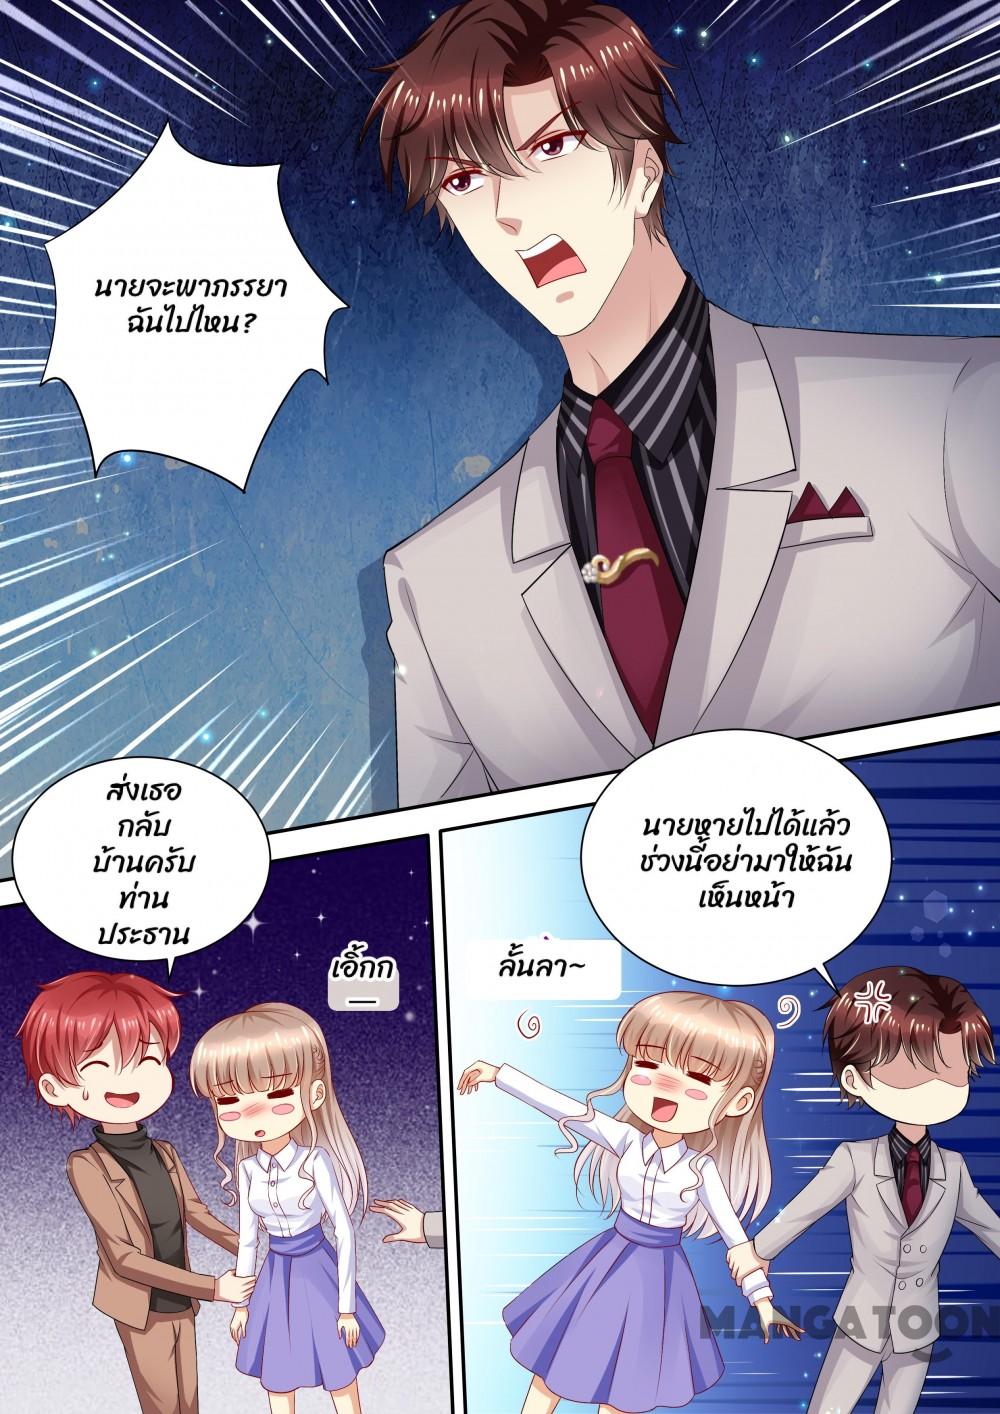 นายจะพาภรรยา
ฉันไปไหน?
ส่งเธอ
กลับ
บ้านครับ
ท่าน
ประธาน
เอิ้กก
—
นายหายไปได้แล้ว
ช่วงนี้อย่ามาให้ฉัน
เห็นหน้า
ลั้นลา~
MANGATOON